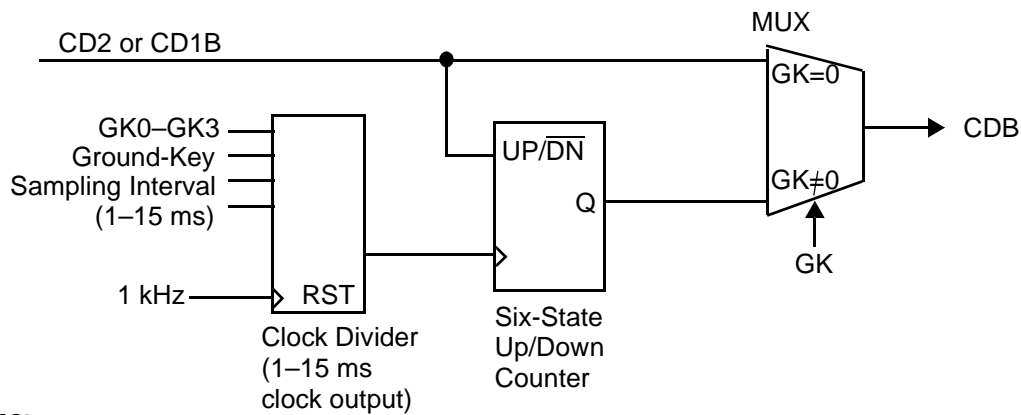 MUX
CD2 or CD1B
GK=0
GK0–GK3
Ground-Key
Sampling Interval
(1–15 ms)
UP/DN
CDB
GK≠0
Q
GK
1 kHz
RST
Clock Divider
(1–15 ms
clock output)
Six-State
Up/Down
Counter